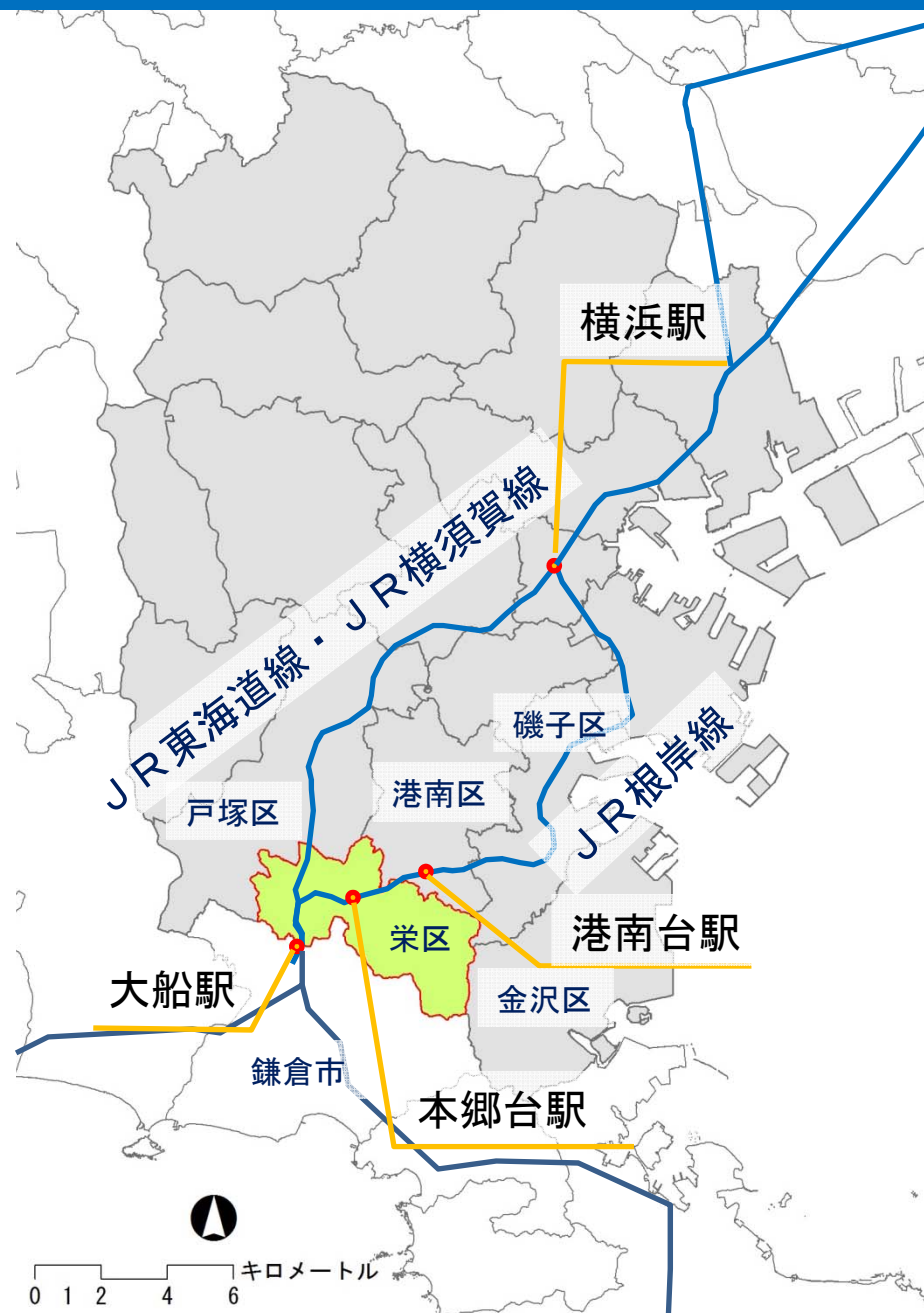 横浜駅
JR東海道線・JR横須賀線
磯子区
JR根岸線
港南区
戸塚区
栄区
港南台駅
大船駅
金沢区
鎌倉市
本郷台駅
キロメートル
0 1 2 4 6